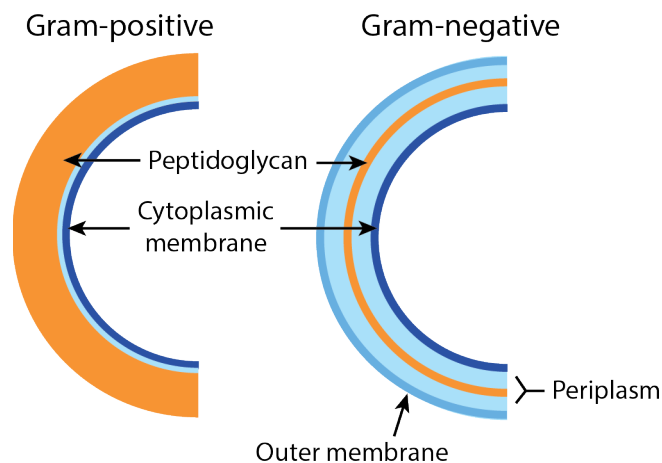 Gram-positive
Gram-negative
Peptidoglycan
Cytoplasmic
membrane
Periplasm
Outer membrane